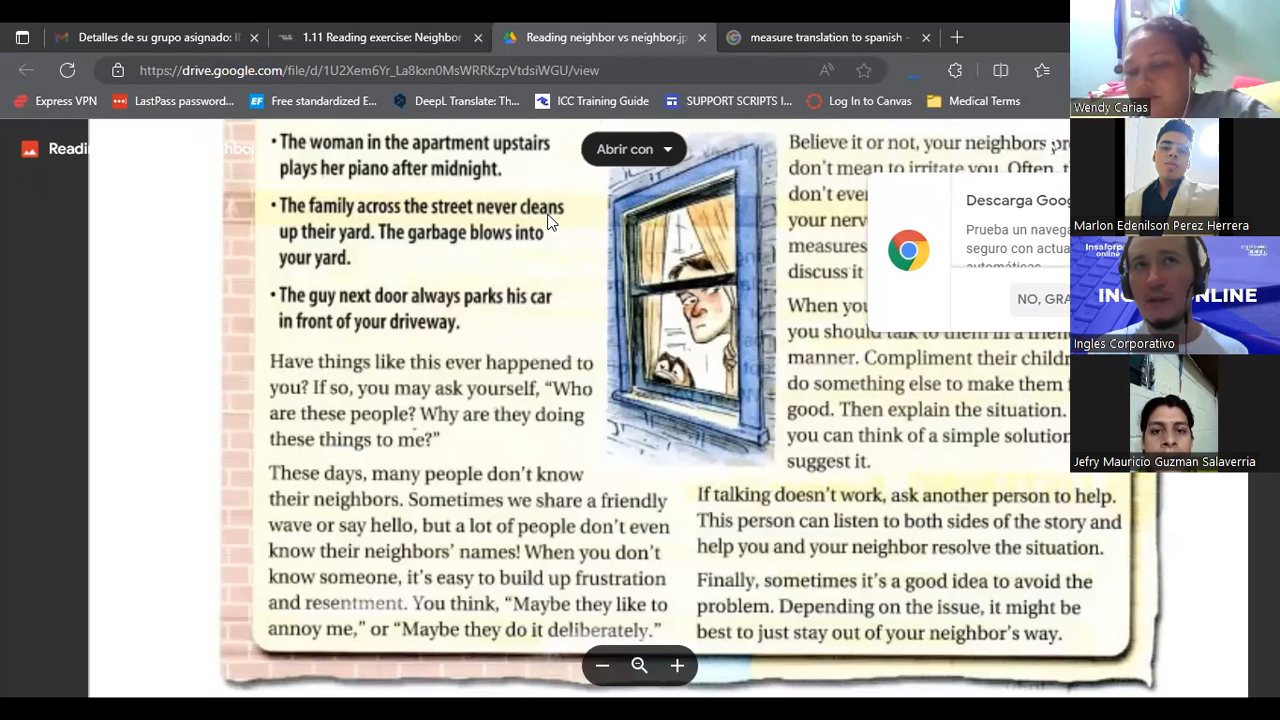 Detalles de su grupo asignado: II
1.11 Reading exercise: Neighbor
Reading neighbor vs neighbor.jp
measure translation to spanish -
https://drive.google.com/file/d/1U2Xem6Yr_La8kxn0MsWRRKzpVtdsiWGU/view
Express VPN
LastPass password...
Free standardized E...
DeepL Translate: Th...
ICC Training Guide
SUPPORT SCRIPTS I...
Log In to Canvas
Medical Terms
Abrir con
• The woman in the apartment upstairs
plays her piano after midnight.
• The family across the street never cleans
up their yard. The garbage blows into
your yard.
• The guy next door always parks his car
in front of your driveway.
Have things like this ever happened to
you? If so, you may ask yourself, “Who
are these people? Why are they doing
these things to me?”
These days, many people don’t know
their neighbors. Sometimes we share a friendly
wave or say hello, but a lot of people don’t even
know their neighbors’ names! When you don’t
know someone, it’s easy to build up frustration
and resentment. You think, “Maybe they like to
annoy me,” or “Maybe they do it deliberately.”
Believe it or not, your neighbors
don’t mean to irritate you. Often,
don’t
your
measures
discuss it
When
you should talk to them in a
manner. Compliment their
do something else to make them
good. Then explain the situation.
you can think of a simple solution
suggest it.
If talking doesn’t work, ask another person to help.
This person can listen to both sides of the story and
help you and your neighbor resolve the situation.
Finally, sometimes it’s a good idea to avoid the
problem. Depending on the issue, it might be
best to just stay out of your neighbor’s way.
Descarga
Prueba un
seguro con
NO,
Wendy Carias
Marlon Edenilson Perez Herrera
Insaforp
online
ONLINE
Ingles Corporativo
Jefry Mauricio Guzman Salaverria